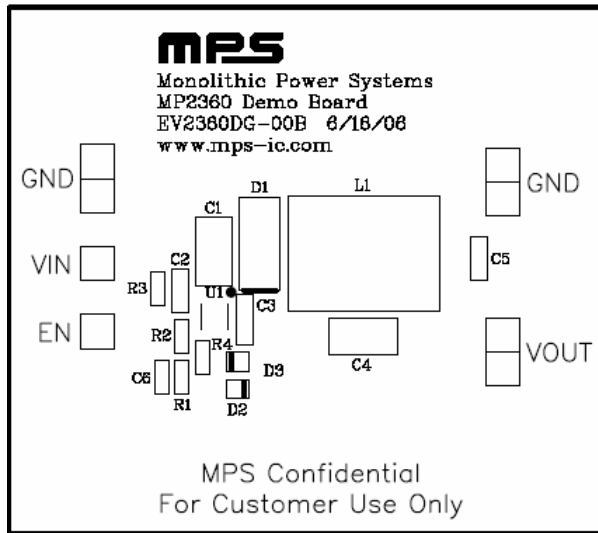 mps
Monolithic Power Systems
MP2360 Demo Board
EV2360DG-00B 6/16/06
www.mps-ic.com
GND
D1
L1
GND
C1
C2
C5
VIN
R3
U1
C3
EN
R2
R4
C4
VOUT
D3
C6
R1
D2
MPS Confidential
For Customer Use Only